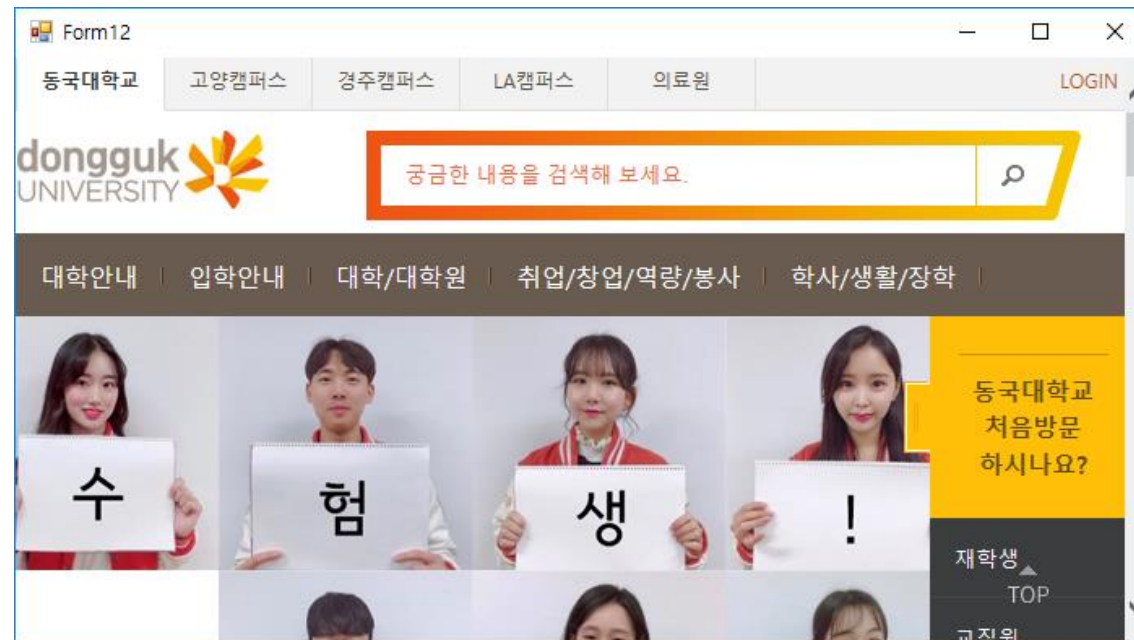 Form12
동국대학교 고양캠퍼스 경주캠퍼스 LA캠퍼스 의료원 LOGIN
dongguk
UNIVERSITY
궁금한 내용을 검색해 보세요.
대학안내 입학안내 대학/대학원 취업/창업/역량/봉사 학사/생활/장학
수 험 생 !
동국대학교
처음방문
하시나요?
재학생
TOP
교직원